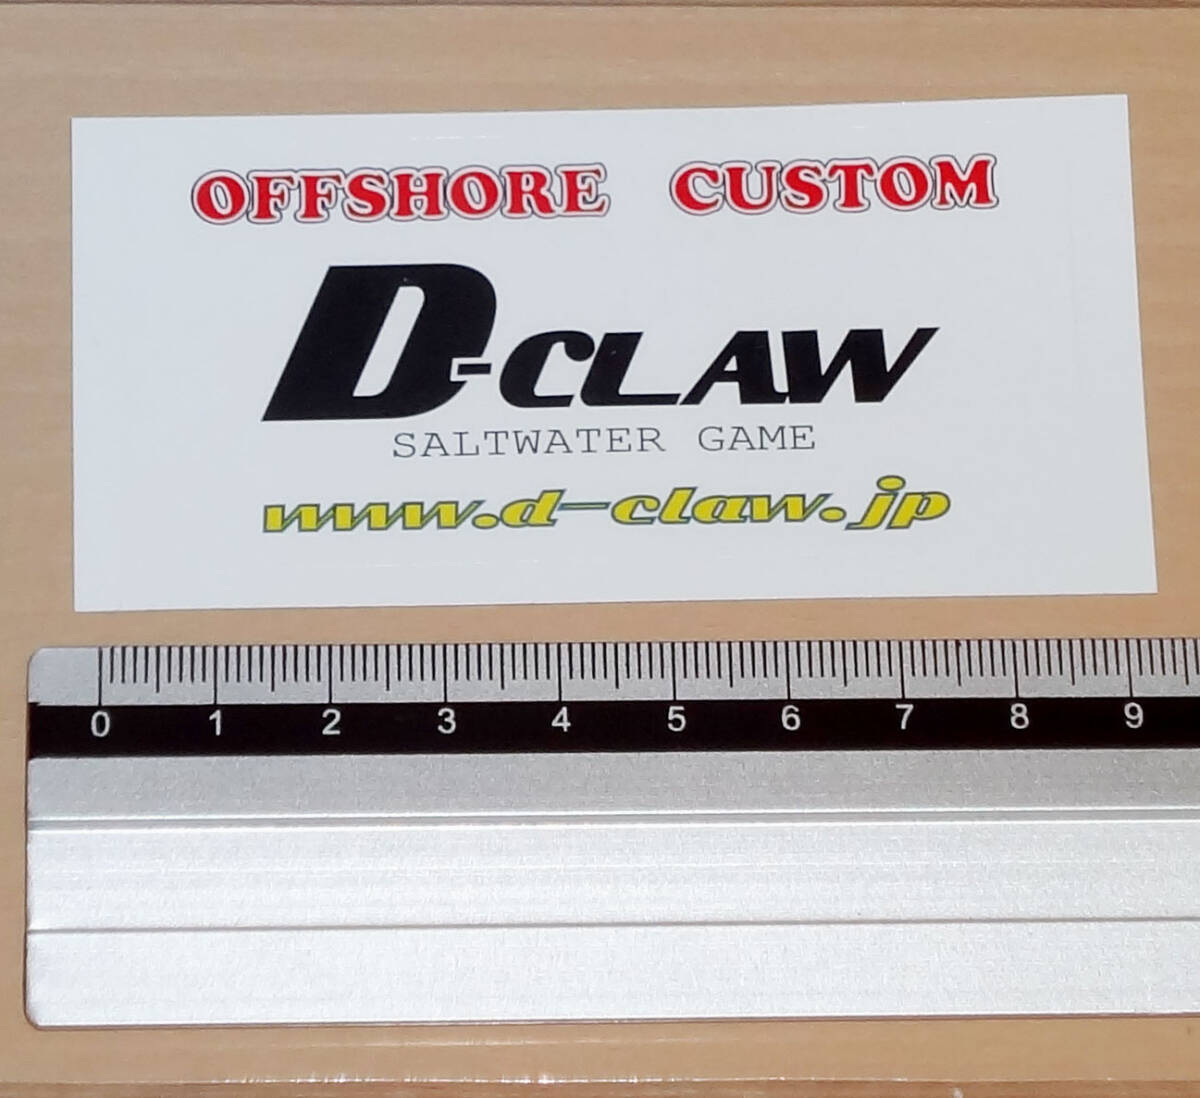 OFFSHORE CUSTOM
D-CLAW
SALTWATER GAME
www.d-claw.jp
0 1 2 3 4 5 6 7 8 9